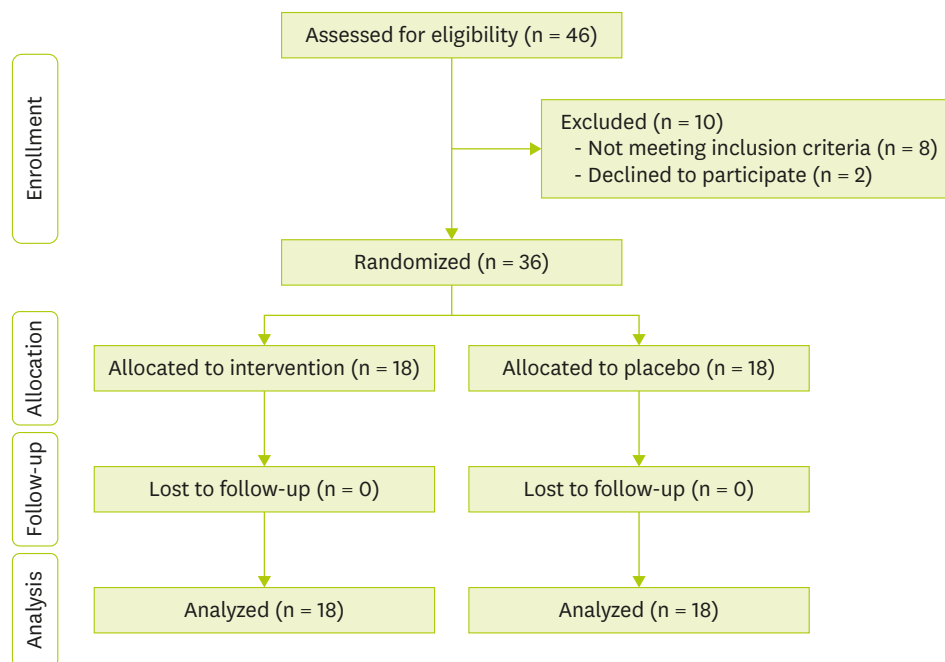 Enrollment
Assessed for eligibility (n = 46)
Excluded (n = 10)
- Not meeting inclusion criteria (n = 8)
- Declined to participate (n = 2)
Randomized (n = 36)
Allocation
Allocated to intervention (n = 18)
Allocated to placebo (n = 18)
Follow-up
Lost to follow-up (n = 0)
Lost to follow-up (n = 0)
Analysis
Analyzed (n = 18)
Analyzed (n = 18)